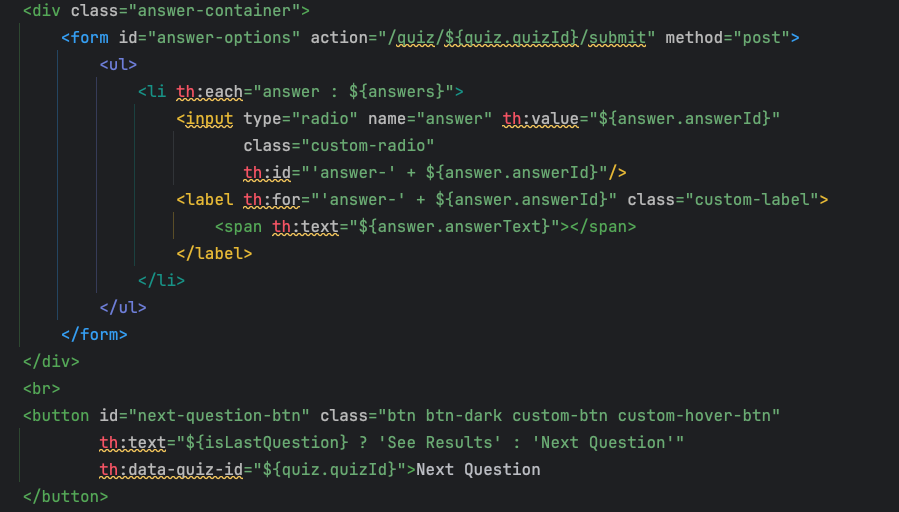 <div class="answer-container">
    <form id="answer-options" action="/quiz/${quiz.quizId}/submit" method="post">
        <ul>
            <li th:each="answer : ${answers}">
                <input type="radio" name="answer" th:value="${answer.answerId}"
                       class="custom-radio"
                       th:id="'answer-' + ${answer.answerId}"/>
                <label th:for="'answer-' + ${answer.answerId}" class="custom-label">
                    <span th:text="${answer.answerText}"></span>
                </label>
            </li>
        </ul>
    </form>
</div>
<br>
<button id="next-question-btn" class="btn btn-dark custom-btn custom-hover-btn"
        th:text="${isLastQuestion} ? 'See Results' : 'Next Question'"
        th:data-quiz-id="${quiz.quizId}">Next Question
</button>